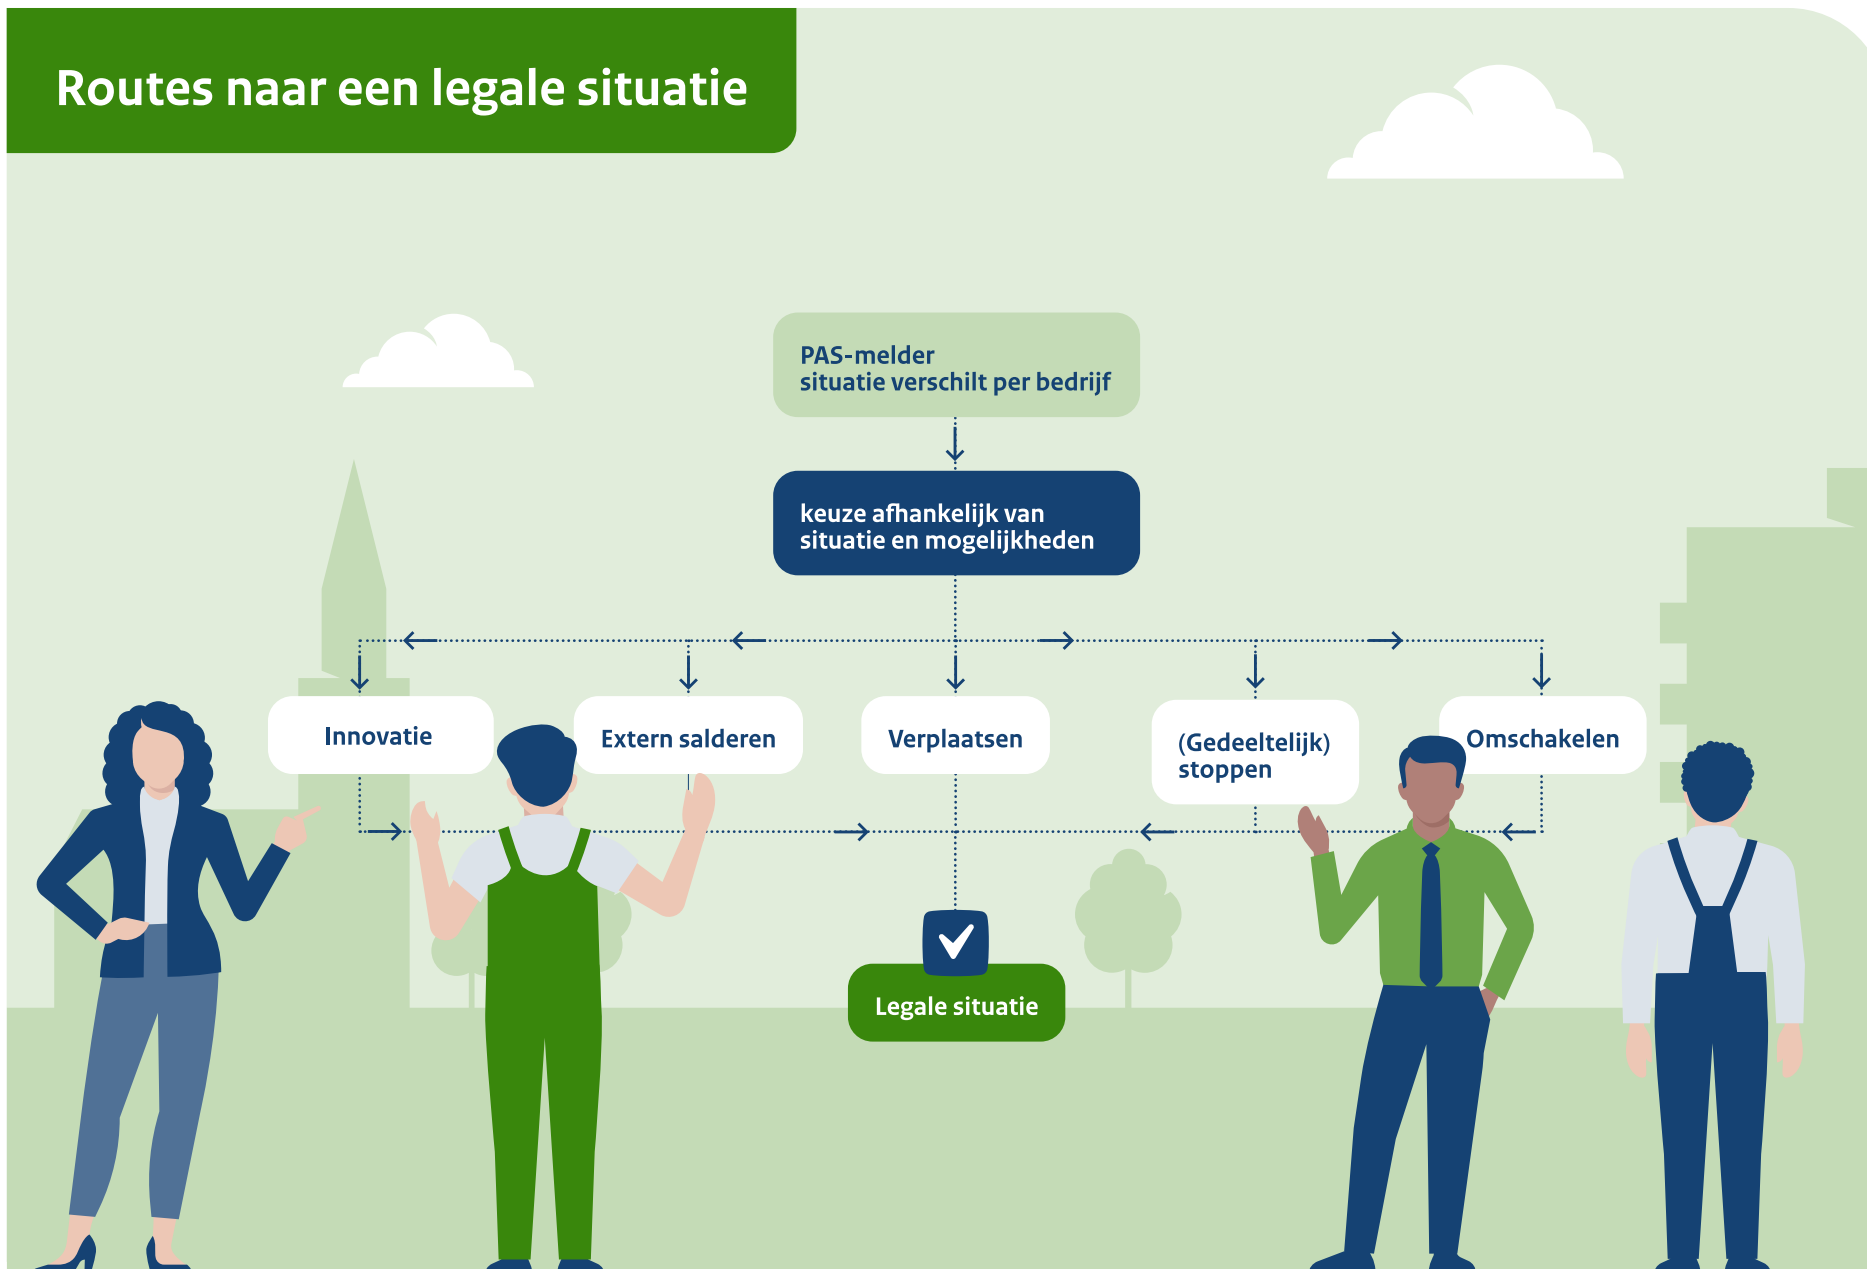 Routes naar een legale situatie
PAS-melder
situatie verschilt per bedrijf
keuze afhankelijk van
situatie en mogelijkheden
Innovatie
Extern salderen
Verplaatsen
(Gedeeltelijk)
stoppen
Omschakelen
Legale situatie